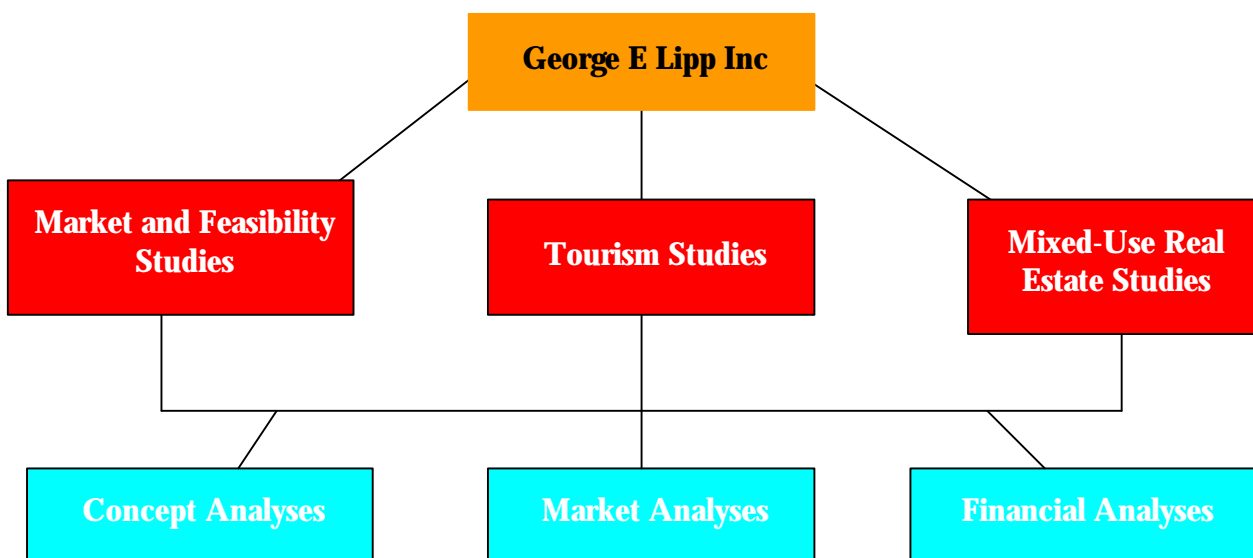 George E Lipp Inc
Market and Feasibility
Studies
Tourism Studies
Mixed-Use Real
Estate Studies
Concept Analyses
Market Analyses
Financial Analyses